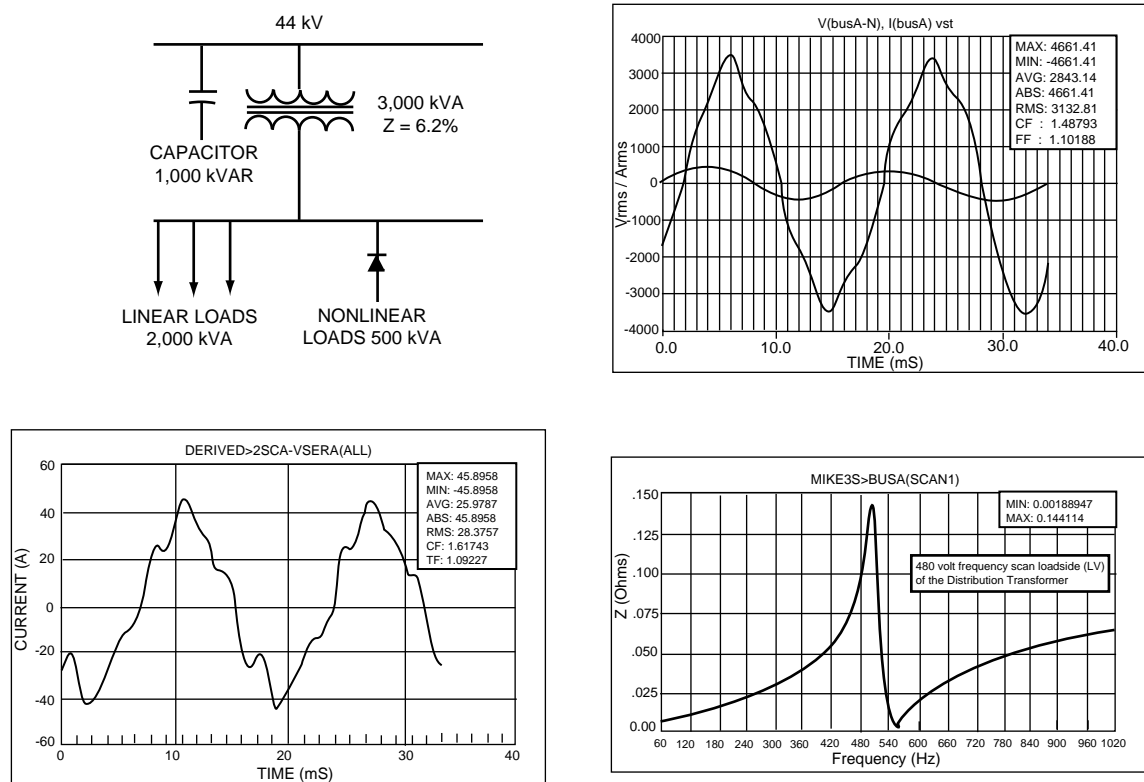 44 kV
3,000 kVA
Z = 6.2%
CAPACITOR
1,000 kVAR
LINEAR LOADS
2,000 kVA
NONLINEAR
LOADS 500 kVA
V(busA-N), I(busA) vst
4000
3000
2000
1000
0
-1000
-2000
-3000
-4000
Vrms / Arms
MAX: 4661.41
MIN: -4661.41
AVG: 2843.14
ABS: 4661.41
RMS: 3132.81
CF : 1.48793
FF : 1.10188
0.0 10.0 20.0 30.0 40.0
TIME (mS)
DERIVED>2SCA-VSERA(ALL)
60
40
20
0
-20
-40
-60
CURRENT (A)
MAX: 45.8958
MIN: -45.8958
AVG: 25.9787
ABS: 45.8958
RMS: 28.3757
CF: 1.61743
TF: 1.09227
0 10 20 30 40
TIME (mS)
MIKE3S>BUSA(SCAN1)
.150
.125
.100
0.075
.050
.025
0.00
Z (Ohms)
MIN: 0.00188947
MAX: 0.144114
480 volt frequency scan loadside (LV)
of the Distribution Transformer
60 120 180 240 300 360 420 480 540 600 660 720 780 840 900 960 1020
Frequency (Hz)